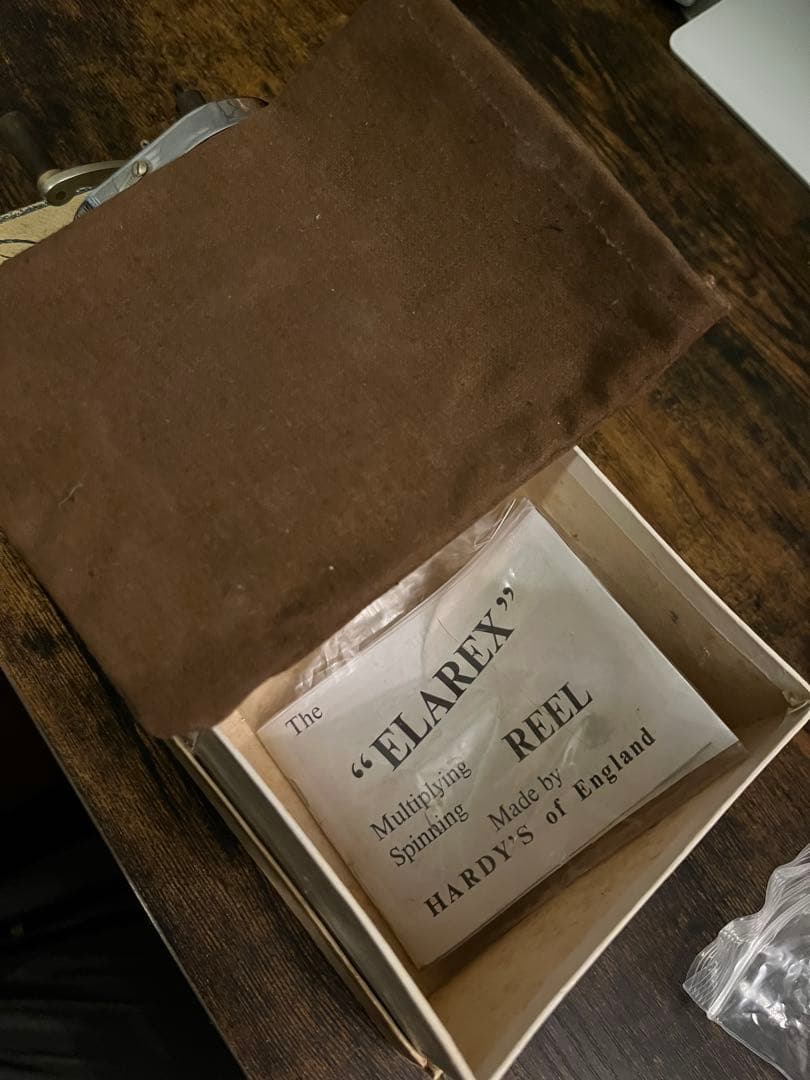 The
“ELAREX”
Multiplying
Spinning
REEL
Made by
HARDY’S of England